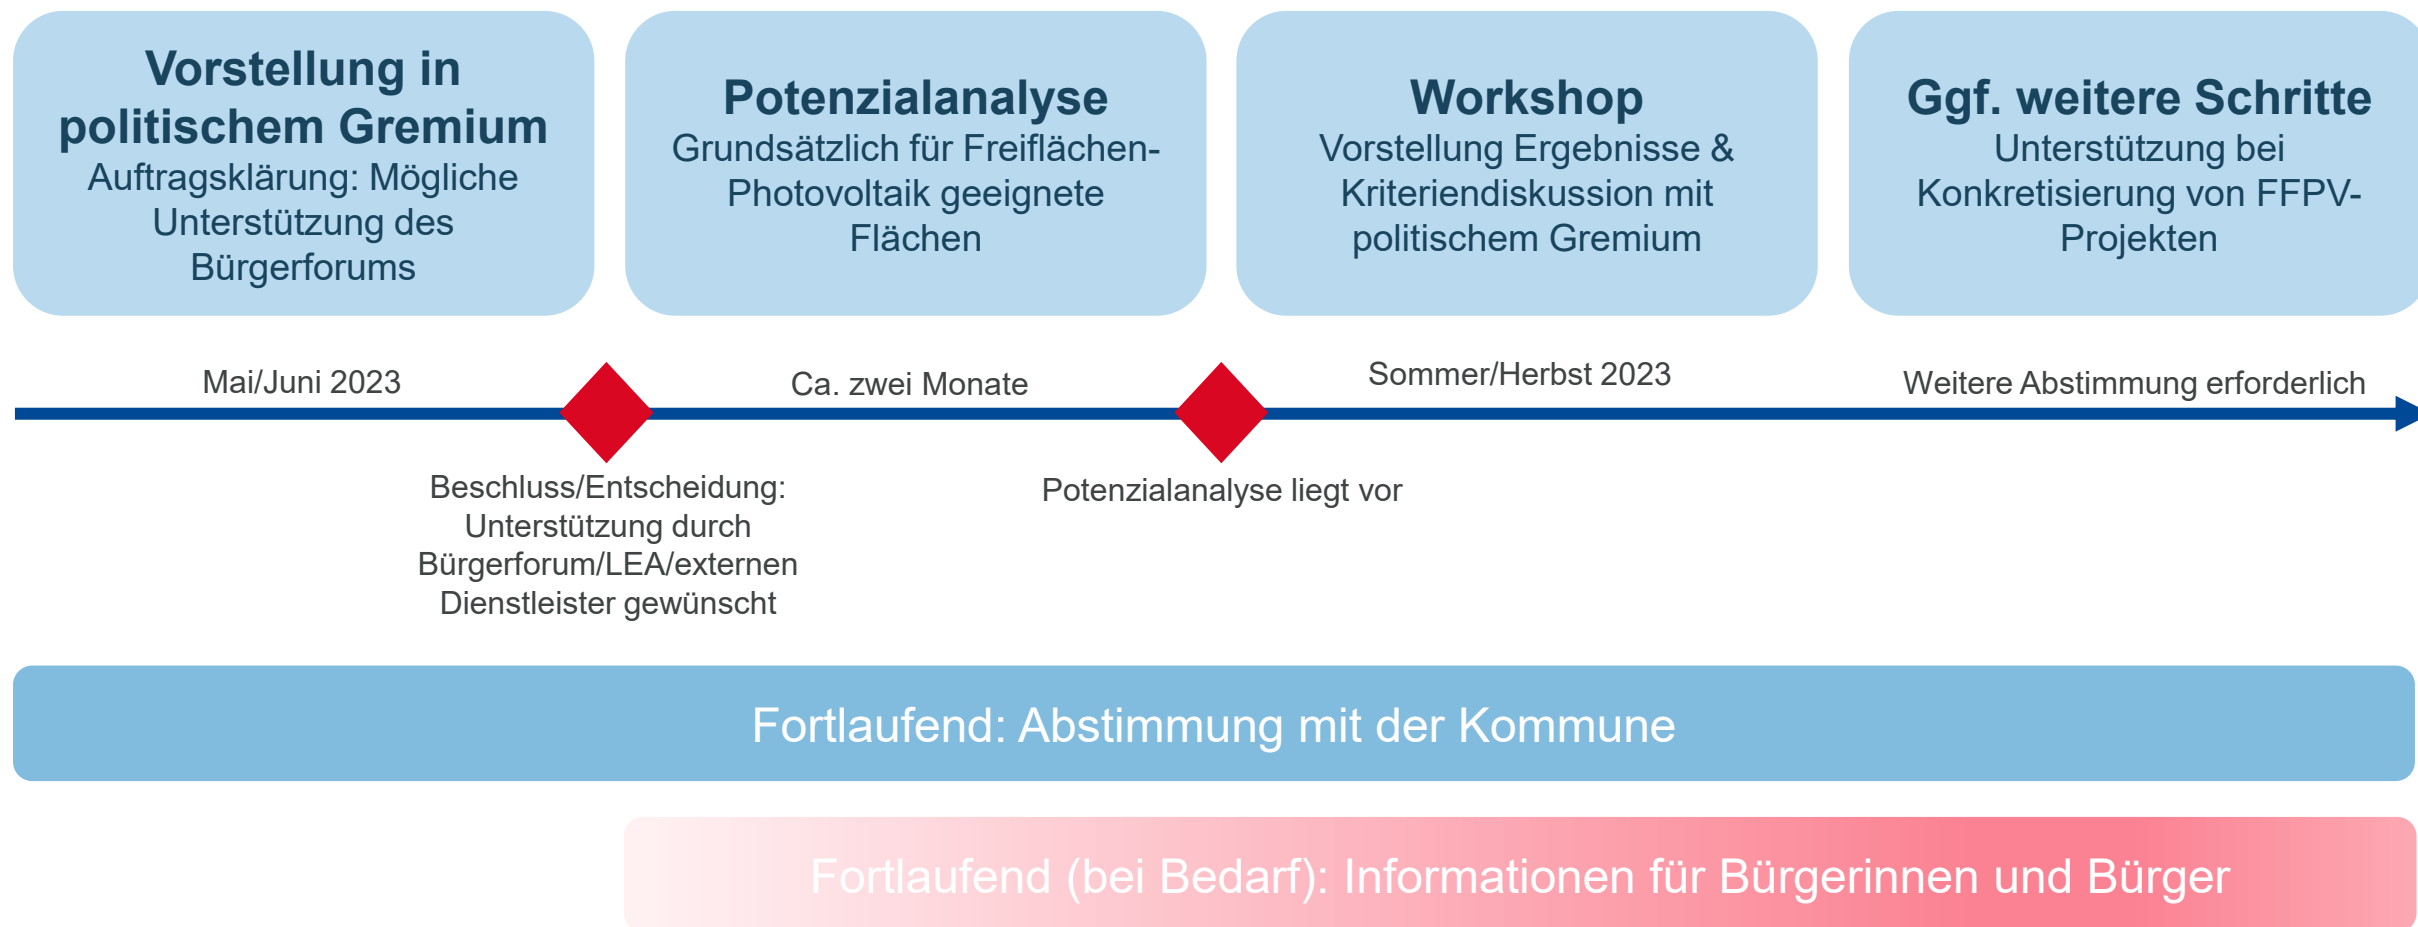 Vorstellung in
politischem Gremium
Auftragsklärung: Mögliche
Unterstützung des
Bürgerforums
Potenzialanalyse
Grundsätzlich für Freiflächen-
Photovoltaik geeignete
Flächen
Workshop
Vorstellung Ergebnisse &
Kriteriendiskussion mit
politischem Gremium
Ggf. weitere Schritte
Unterstützung bei
Konkretisierung von FFPV-
Projekten
Mai/Juni 2023
Ca. zwei Monate
Sommer/Herbst 2023
Weitere Abstimmung erforderlich
Beschluss/Entscheidung:
Unterstützung durch
Bürgerforum/LEA/externen
Dienstleister gewünscht
Potenzialanalyse liegt vor
Fortlaufend: Abstimmung mit der Kommune
Fortlaufend (bei Bedarf): Informationen für Bürgerinnen und Bürger